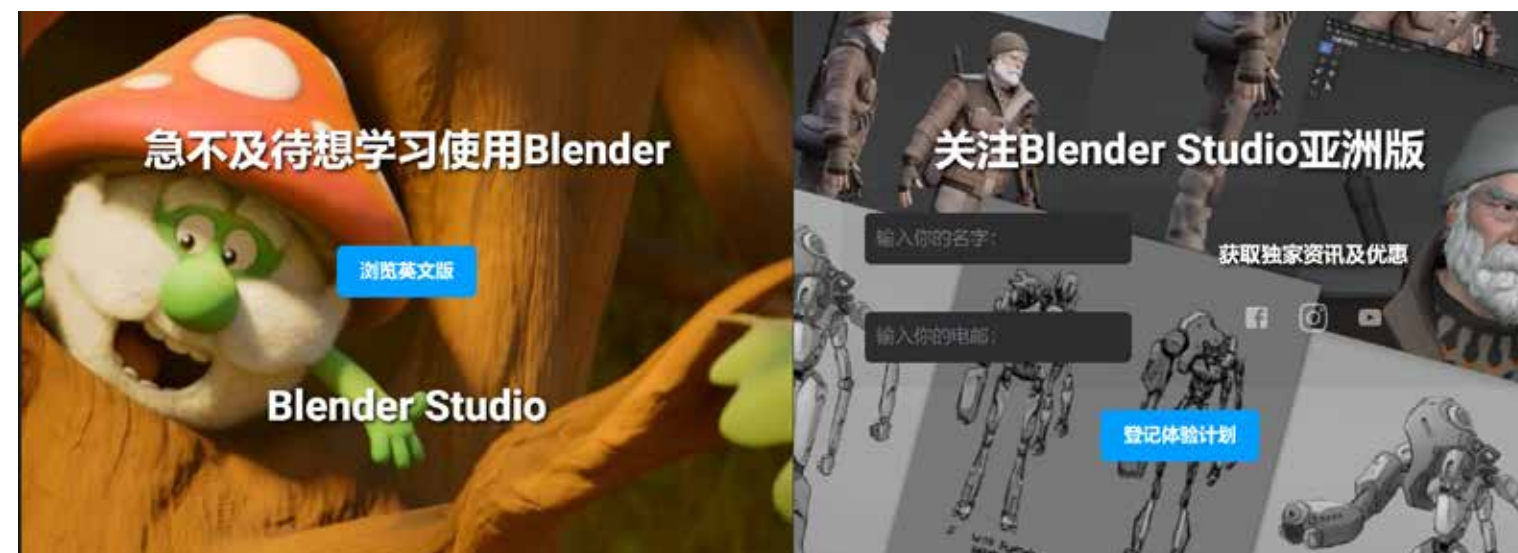 急不及待想学习使用Blender
浏览英文版
Blender Studio
关注Blender Studio亚洲版
输入你的名字：
获取独家资讯及优惠
输入你的电邮：
登记体验计划